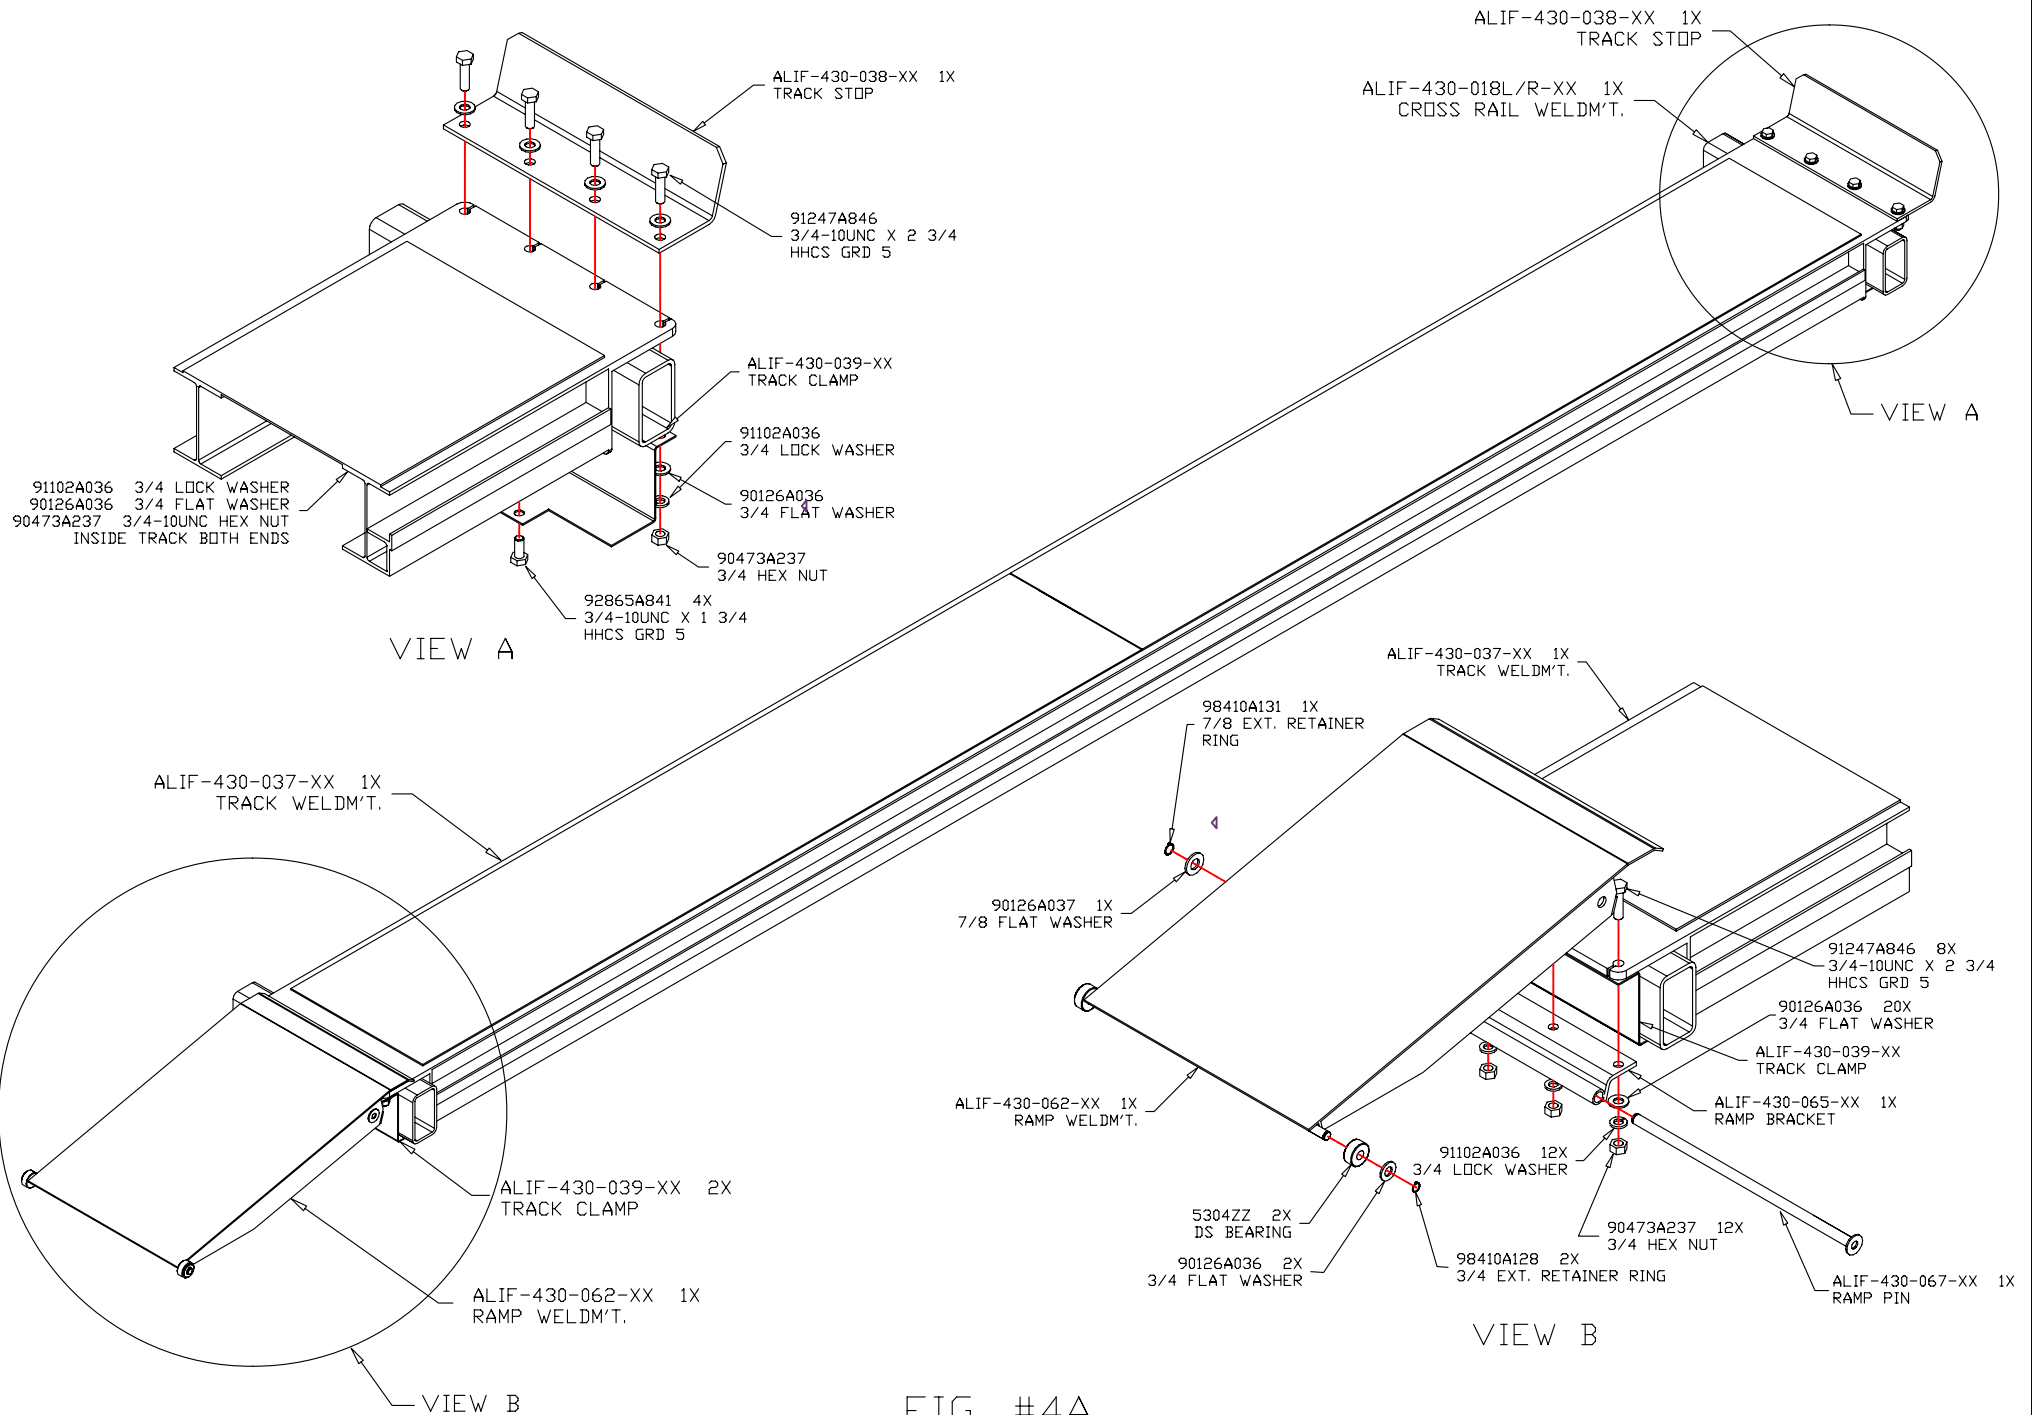 ALIF-430-038-XX 1X
TRACK STOP
91247A846
3/4-10UNC X 2 3/4
HHCS GRD 5
ALIF-430-039-XX
TRACK CLAMP
91102A036
3/4 LOCK WASHER
90126A036
3/4 FLAT WASHER
90473A237
3/4 HEX NUT
92865A841 4X
3/4-10UNC X 1 3/4
HHCS GRD 5
91102A036 3/4 LOCK WASHER
90126A036 3/4 FLAT WASHER
90473A237 3/4-10UNC HEX NUT
INSIDE TRACK BOTH ENDS
VIEW A
ALIF-430-038-XX 1X
TRACK STOP
ALIF-430-018L/R-XX 1X
CROSS RAIL WELDM'T.
VIEW A
ALIF-430-037-XX 1X
TRACK WELDM'T.
ALIF-430-039-XX 2X
TRACK CLAMP
ALIF-430-062-XX 1X
RAMP WELDM'T.
VIEW B
ALIF-430-037-XX 1X
TRACK WELDM'T.
98410A131 1X
7/8 EXT. RETAINER
RING
90126A037 1X
7/8 FLAT WASHER
91247A846 8X
3/4-10UNC X 2 3/4
HHCS GRD 5
90126A036 20X
3/4 FLAT WASHER
ALIF-430-039-XX
TRACK CLAMP
ALIF-430-065-XX 1X
RAMP BRACKET
ALIF-430-062-XX 1X
RAMP WELDM'T.
91102A036 12X
3/4 LOCK WASHER
5304ZZ 2X
DS BEARING
90126A036 2X
3/4 FLAT WASHER
98410A128 2X
3/4 EXT. RETAINER RING
90473A237 12X
3/4 HEX NUT
ALIF-430-067-XX 1X
RAMP PIN
VIEW B
FIG. #4A